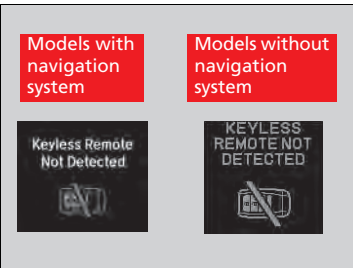 Models with
navigation
system
Models without
navigation
system
Keyless Remote
Not Detected
KEYLESS
REMOTE NOT
DETECTED